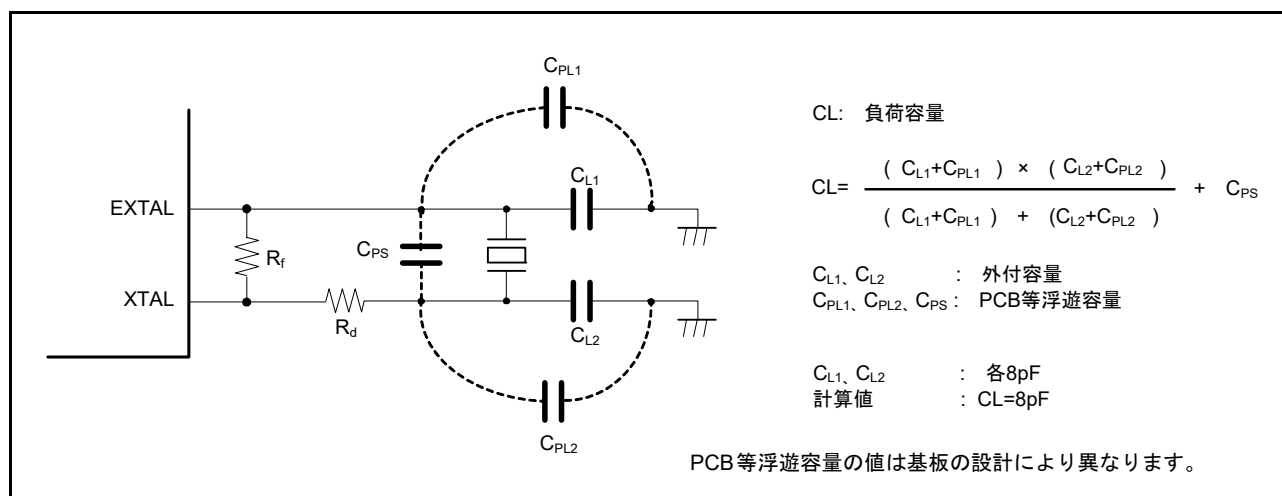 CPL1
CL1
EXTAL
CPS
Rf
XTAL
Rd
CL2
CPL2
CL: 負荷容量
CL= ( CL1+CPL1 ) × ( CL2+CPL2 ) + CPS
( CL1+CPL1 ) + (CL2+CPL2 )
CL1、CL2 : 外付容量
CPL1、CPL2、CPS : PCB等浮遊容量
CL1、CL2 : 各8pF
計算値 : CL=8pF
PCB等浮遊容量の値は基板の設計により異なります。